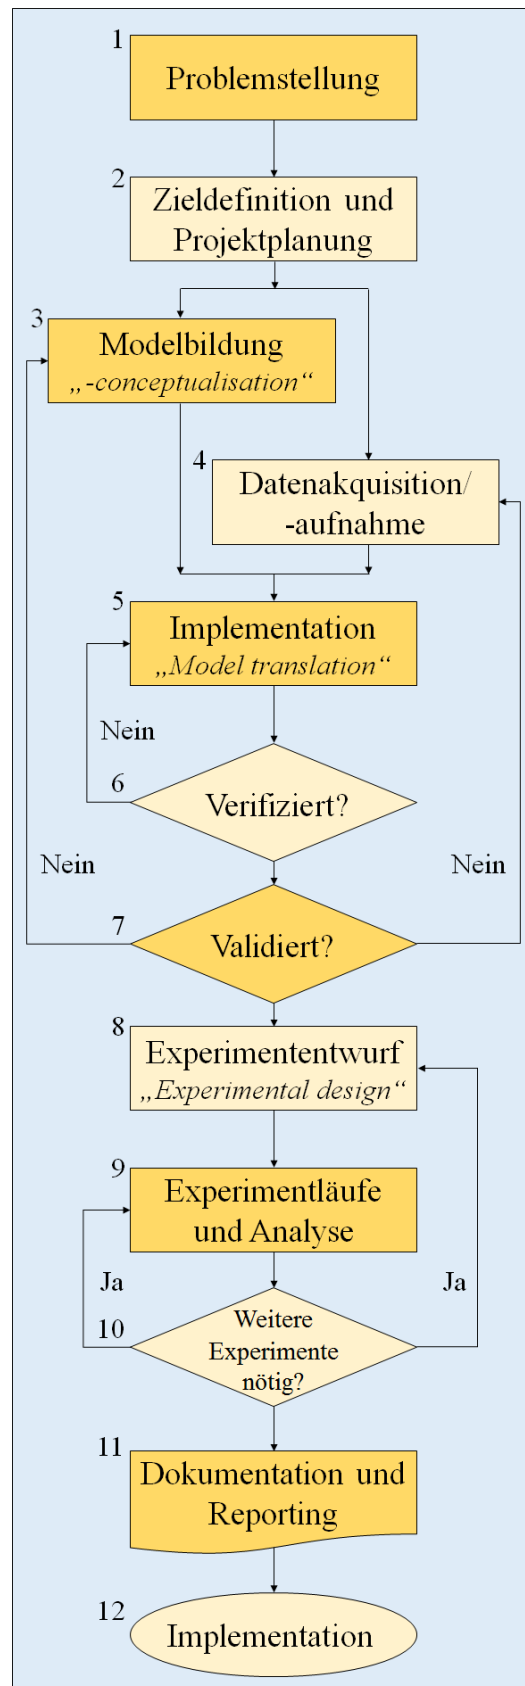 1
Problemstellung
2
Zieldefinition und
Projektplanung
3
Modelbildung
„-conceptualisation“
4
Datenakquisition/
-aufnahme
5
Implementation
„Model translation“
Nein
6
Verifiziert?
Nein
Nein
7
Validiert?
8
Experimententwurf
„Experimental design“
9
Experimentläufe
und Analyse
Ja
Ja
10
Weitere
Experimente
nötig?
11
Dokumentation und
Reporting
12
Implementation